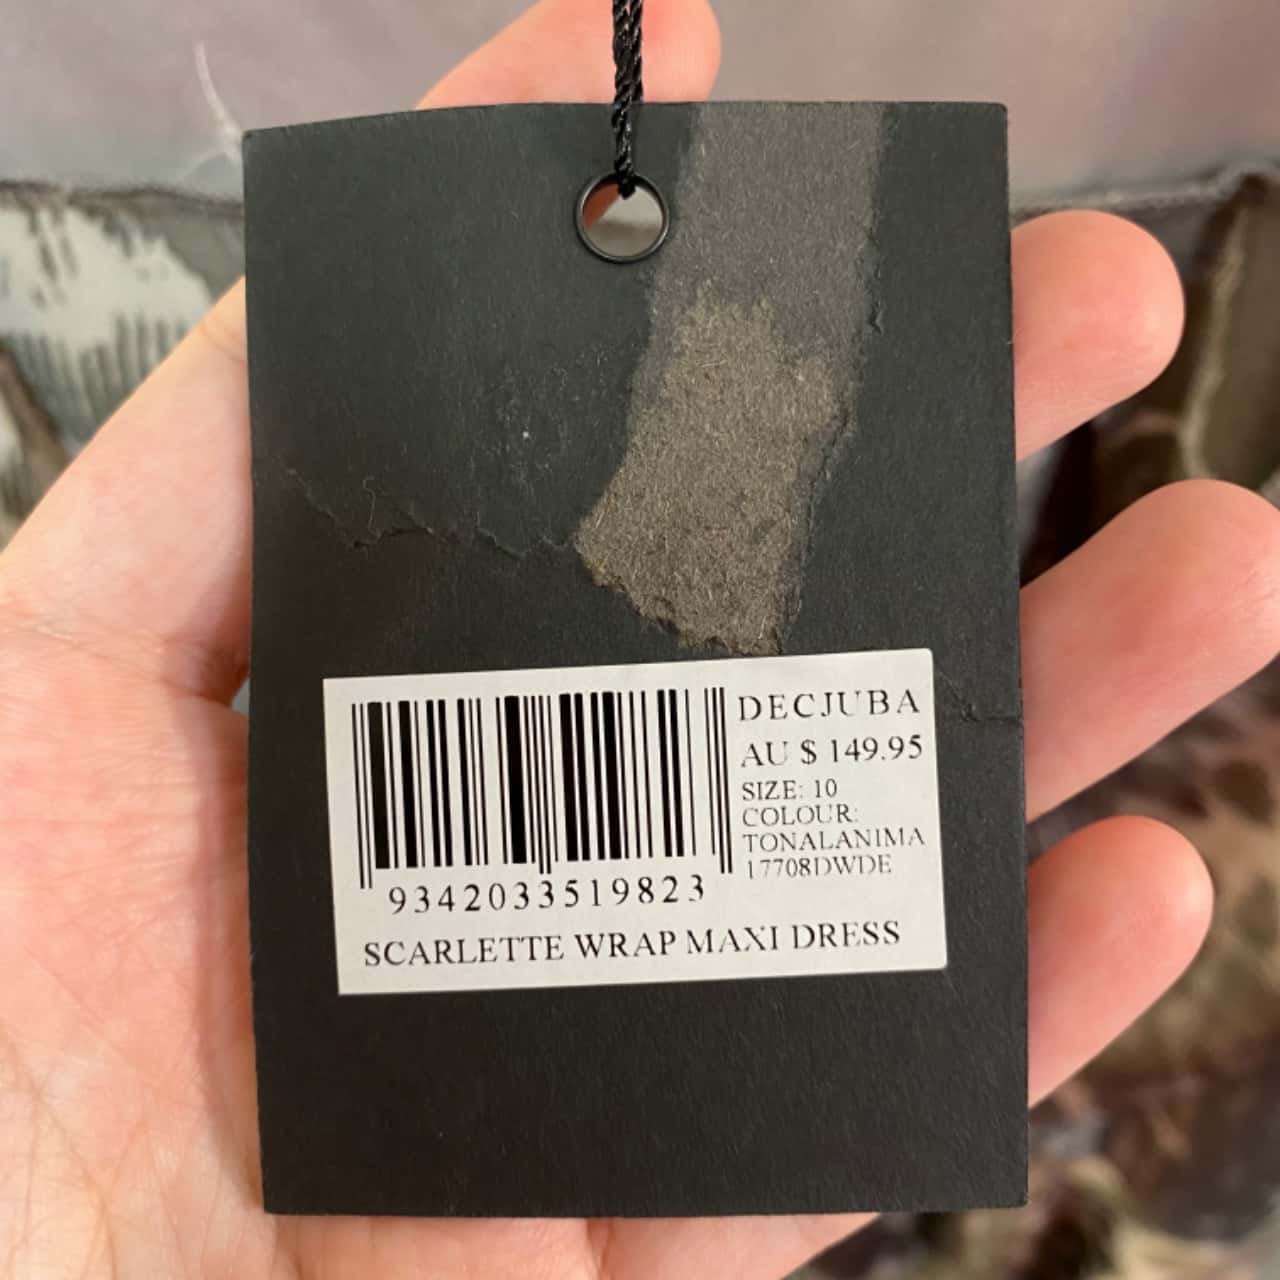 DECJUBA
AU $ 149.95
SIZE: 10
COLOUR:
TONALANIMA
17708DWDE
9342033519823
SCARLETTE WRAP MAXI DRESS